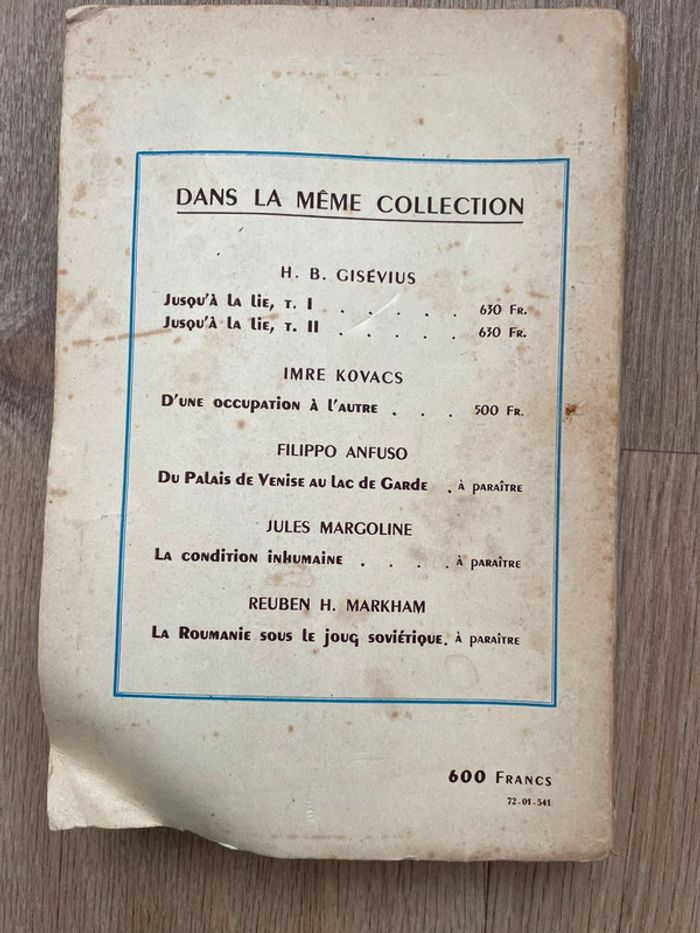 DANS LA MÊME COLLECTION
H. B. GISÉVIUS
Jusqu'à la lie, t. I . . . . . 630 Fr.
Jusqu'à la lie, t. II . . . . . 630 Fr.
IMRE KOVACS
D'une occupation à l'autre . . . 500 Fr.
FILIPPO ANFUSO
Du Palais de Venise au lac de Garde . à paraître
JULES MARGOLINE
La condition inhumaine . . . . à paraître
REUBEN H. MARKHAM
La Roumanie sous le joug soviétique. à paraître
600 Francs
72-01-541